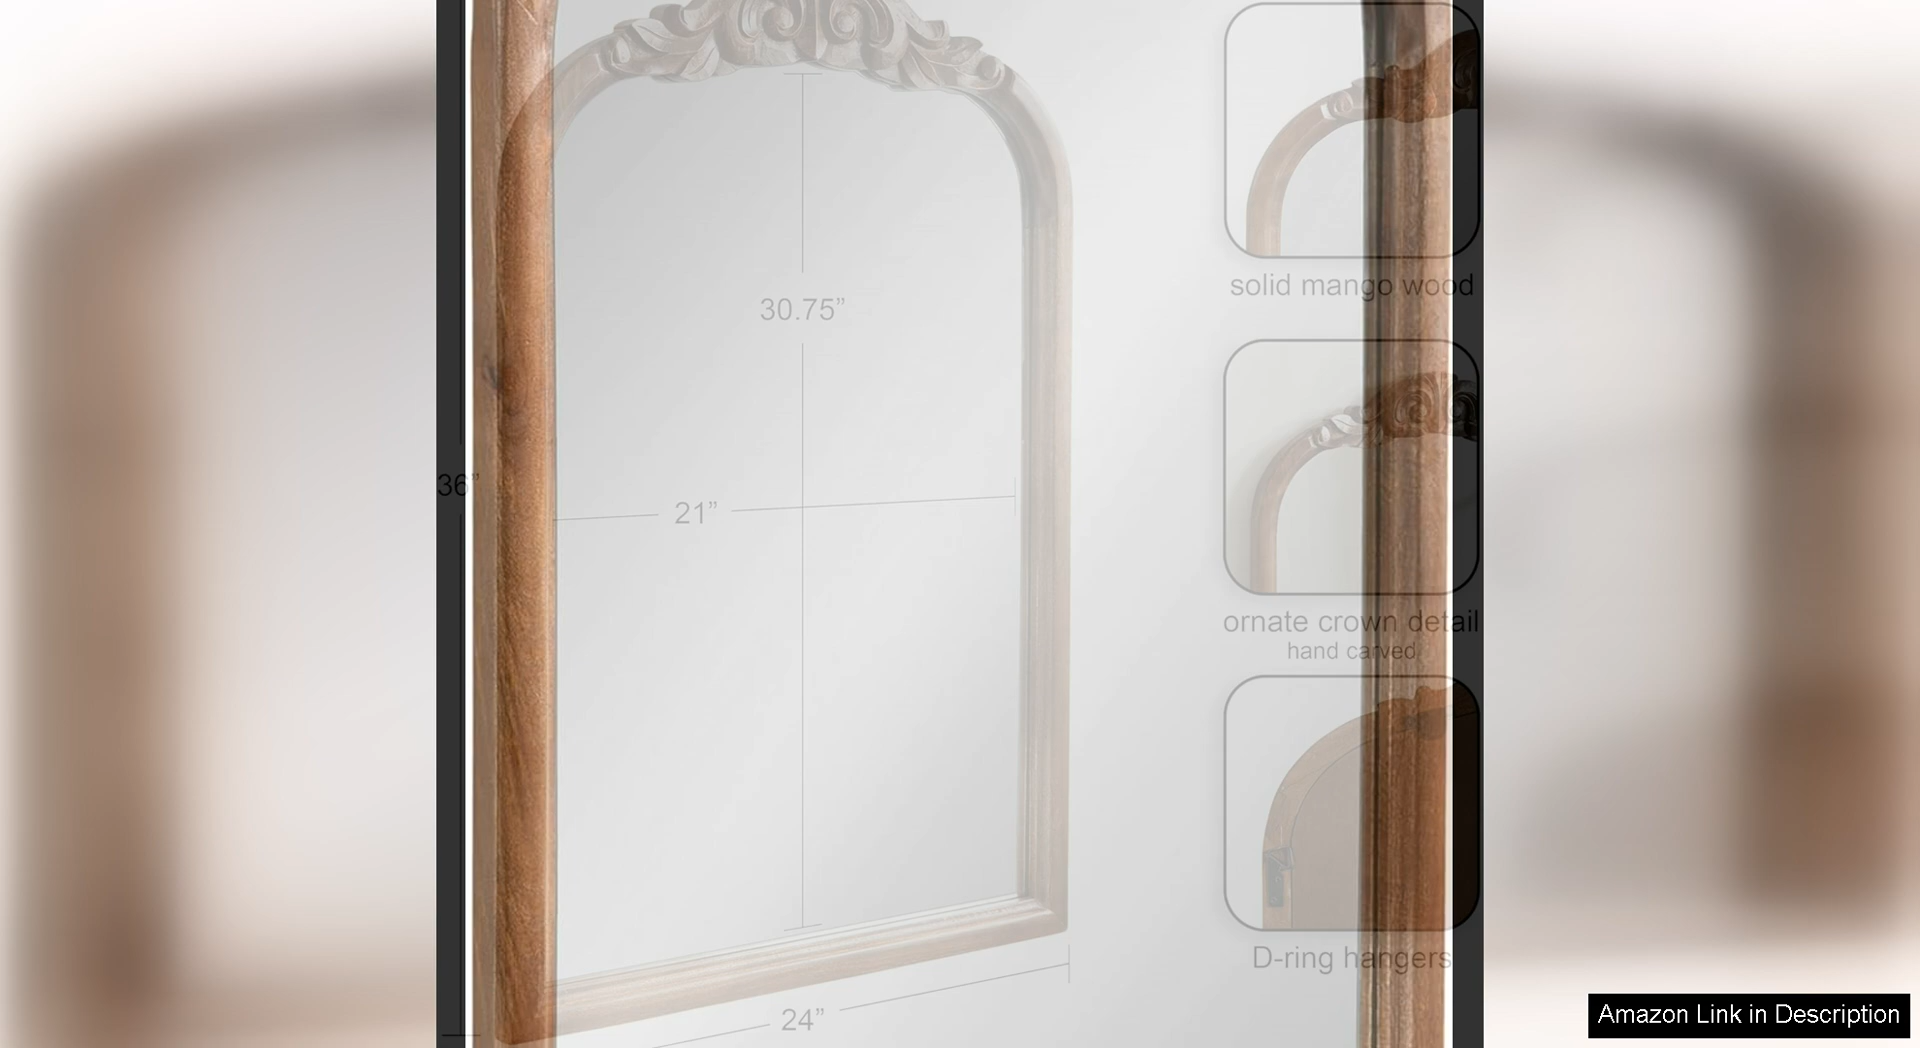 solid mango wood
30.75”
36”
21”
ornate crown detail
hand carved
D-ring hangers
24”
Amazon Link in Description